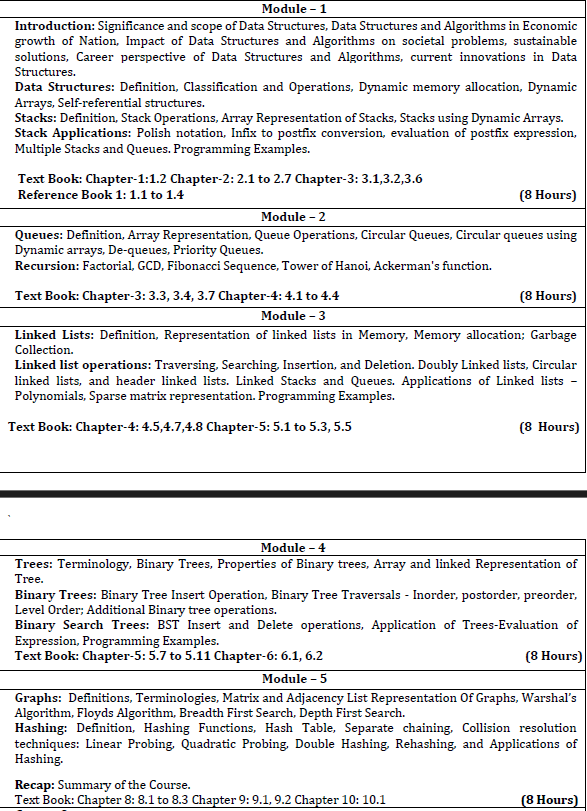 Module – 1
Introduction: Significance and scope of Data Structures, Data Structures and Algorithms in Economic
growth of Nation, Impact of Data Structures and Algorithms on societal problems, sustainable
solutions, Career perspective of Data Structures and Algorithms, current innovations in Data
Structures.
Data Structures: Definition, Classification and Operations, Dynamic memory allocation, Dynamic
Arrays, Self-referential structures.
Stacks: Definition, Stack Operations, Array Representation of Stacks, Stacks using Dynamic Arrays.
Stack Applications: Polish notation, Infix to postfix conversion, evaluation of postfix expression,
Multiple Stacks and Queues. Programming Examples.
Text Book: Chapter-1:1.2 Chapter-2: 2.1 to 2.7 Chapter-3: 3.1,3.2,3.6
Reference Book 1: 1.1 to 1.4 (8 Hours)
Module – 2
Queues: Definition, Array Representation, Queue Operations, Circular Queues, Circular queues using
Dynamic arrays, De-queues, Priority Queues.
Recursion: Factorial, GCD, Fibonacci Sequence, Tower of Hanoi, Ackerman's function.
Text Book: Chapter-3: 3.3, 3.4, 3.7 Chapter-4: 4.1 to 4.4 (8 Hours)
Module – 3
Linked Lists: Definition, Representation of linked lists in Memory, Memory allocation; Garbage
Collection.
Linked list operations: Traversing, Searching, Insertion, and Deletion. Doubly Linked lists, Circular
linked lists, and header linked lists. Linked Stacks and Queues. Applications of Linked lists –
Polynomials, Sparse matrix representation. Programming Examples.
Text Book: Chapter-4: 4.5,4.7,4.8 Chapter-5: 5.1 to 5.3, 5.5 (8 Hours)
Module – 4
Trees: Terminology, Binary Trees, Properties of Binary trees, Array and linked Representation of
Tree.
Binary Trees: Binary Tree Insert Operation, Binary Tree Traversals - Inorder, postorder, preorder,
Level Order; Additional Binary tree operations.
Binary Search Trees: BST Insert and Delete operations, Application of Trees-Evaluation of
Expression, Programming Examples.
Text Book: Chapter-5: 5.7 to 5.11 Chapter-6: 6.1, 6.2 (8 Hours)
Module – 5
Graphs: Definitions, Terminologies, Matrix and Adjacency List Representation Of Graphs, Warshal's
Algorithm, Floyds Algorithm, Breadth First Search, Depth First Search.
Hashing: Definition, Hashing Functions, Hash Table, Separate chaining, Collision resolution
techniques: Linear Probing, Quadratic Probing, Double Hashing, Rehashing, and Applications of
Hashing.
Recap: Summary of the Course.
Text Book: Chapter 8: 8.1 to 8.3 Chapter 9: 9.1, 9.2 Chapter 10: 10.1 (8 Hours)